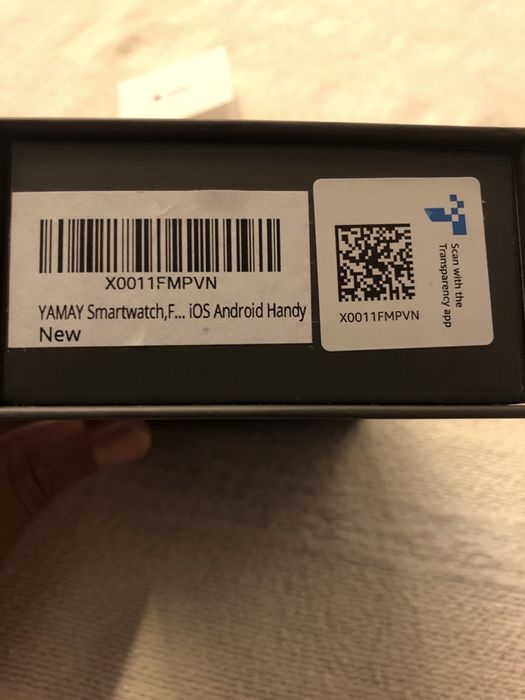 X0011FMPVN
YAMAY Smartwatch,F... iOS Android Handy
New
X0011FMPVN
Scan with the
Transparency app